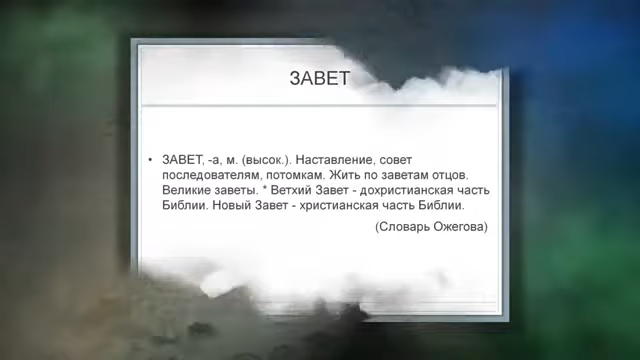 ЗАВЕТ
• ЗАВЕТ, -а, м. (высок.). Наставление, совет
последователям, потомкам. Жить по заветам отцов.
Великие заветы. * Ветхий Завет - дохристианская часть
Библии. Новый Завет - христианская часть Библии.
(Словарь Ожегова)